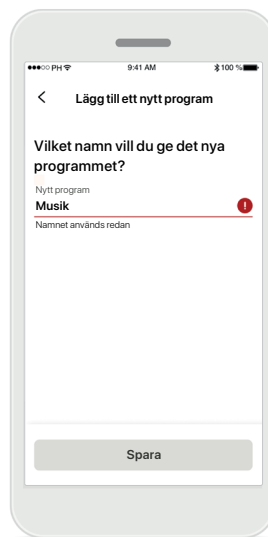 ●●●○○ PH 9:41 AM 100 %
Lägg till ett nytt program
Vilket namn vill du ge det nya
programmet?
Nytt program
Musik
Namnet används redan
Spara